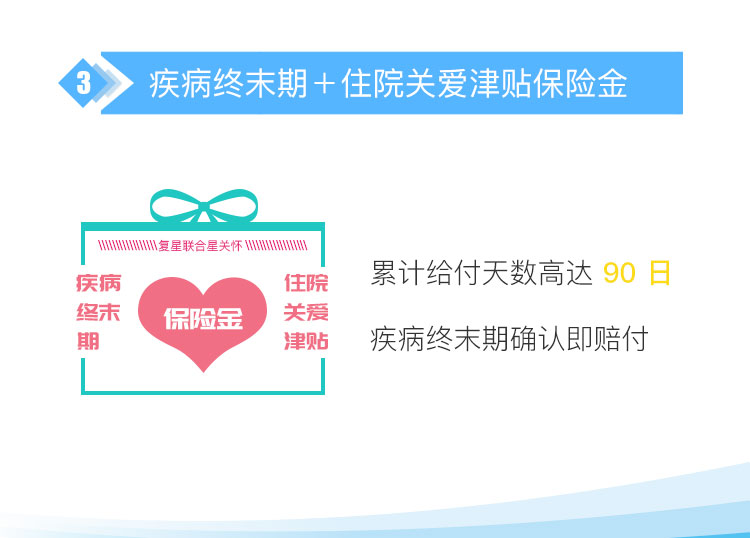 3
疾病终末期＋住院关爱津贴保险金
复星联合星关怀
疾病
终末
期
保险金
住院
关爱
津贴
累计给付天数高达 90 日
疾病终末期确认即赔付